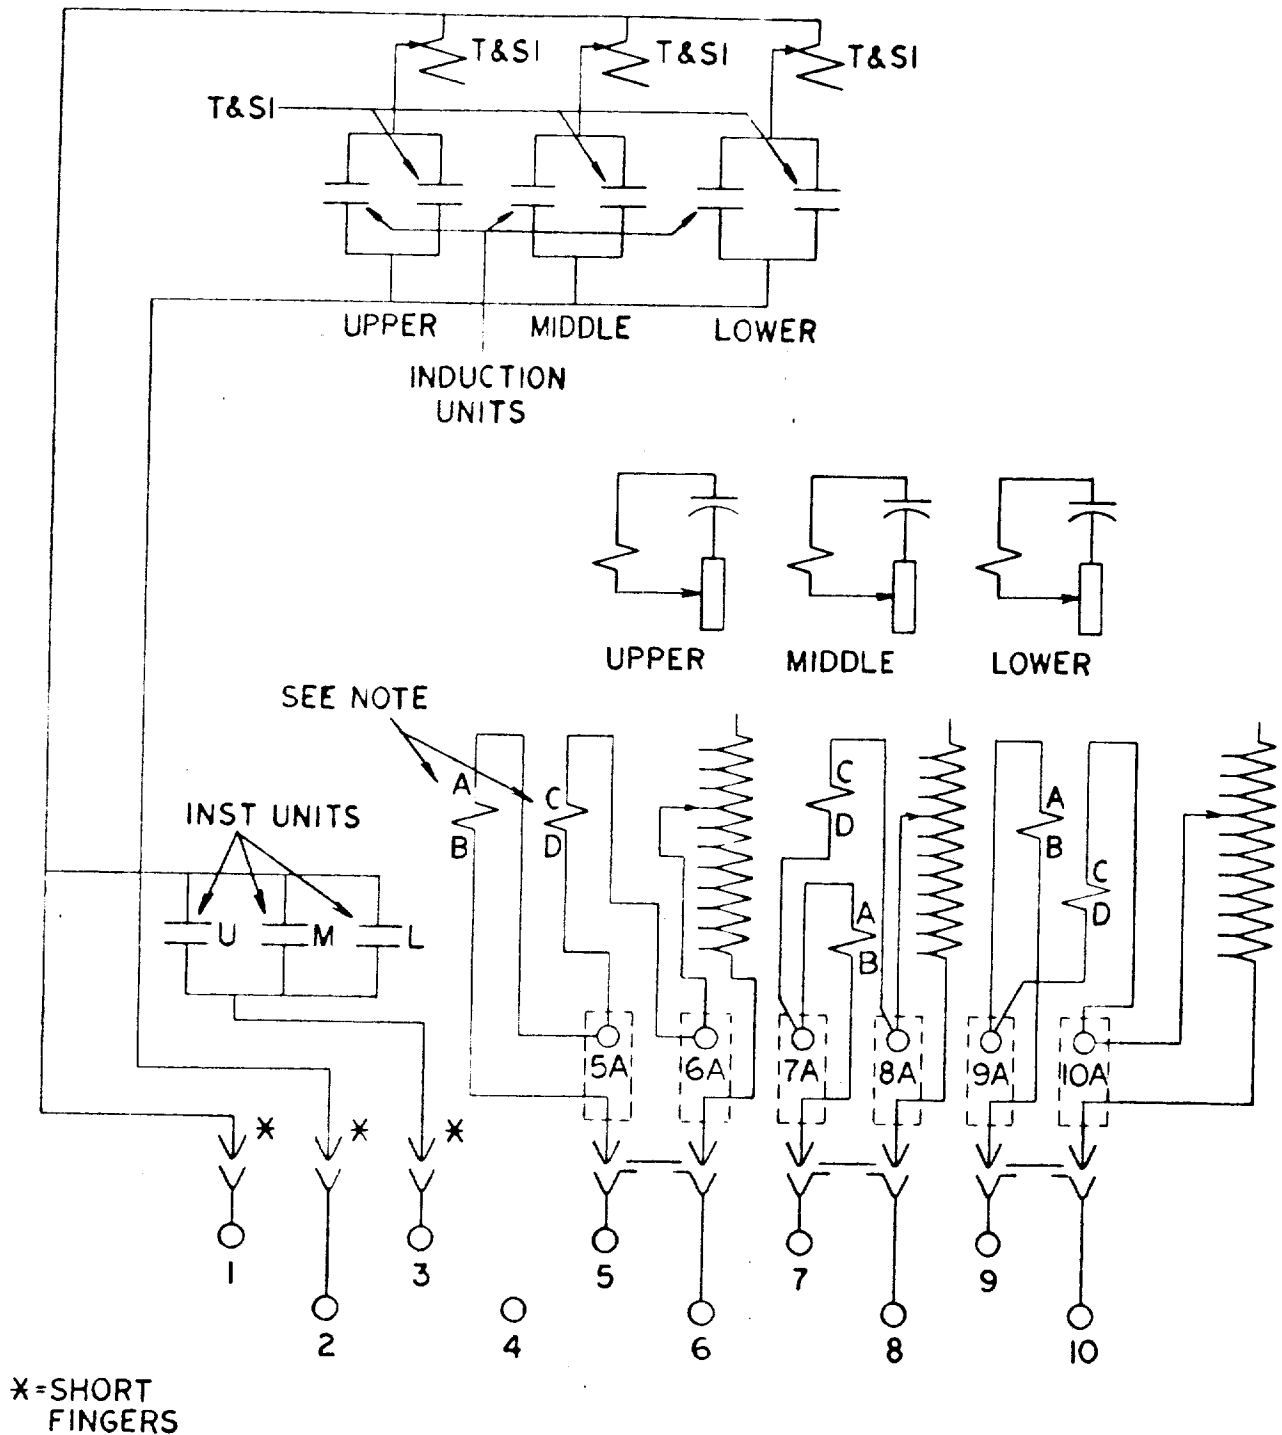 T&SI T&SI T&SI
T&SI
UPPER MIDDLE LOWER
INDUCTION
UNITS
UPPER MIDDLE LOWER
SEE NOTE
A C C A
B D D B
INST UNITS
C
D
A
B
U M L
5A 6A 7A 8A 9A 10A
* * *
1 3 5 7 9
2 4 6 8 10
*=SHORT
FINGERS